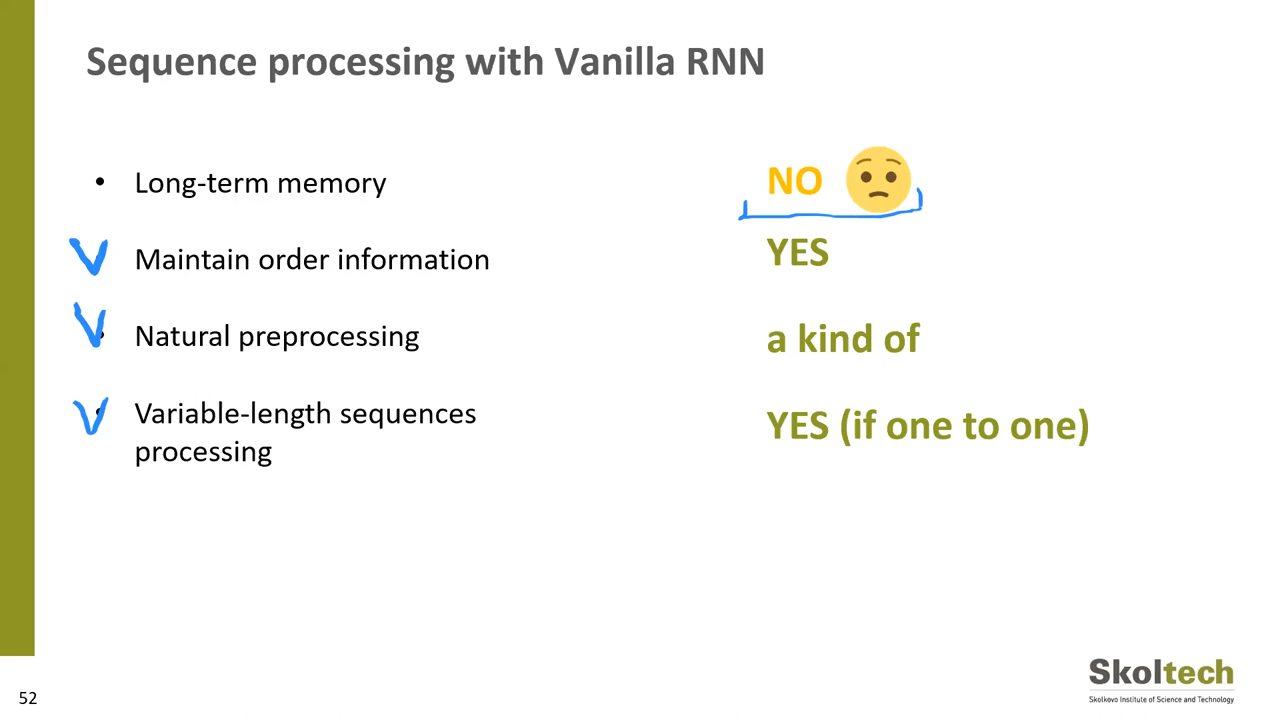 Sequence processing with Vanilla RNN
• Long-term memory NO
Maintain order information YES
• Natural preprocessing a kind of
• Variable-length sequences YES (if one to one)
processing
Skoltech
Skolkovo Institute of Science and Technology
52